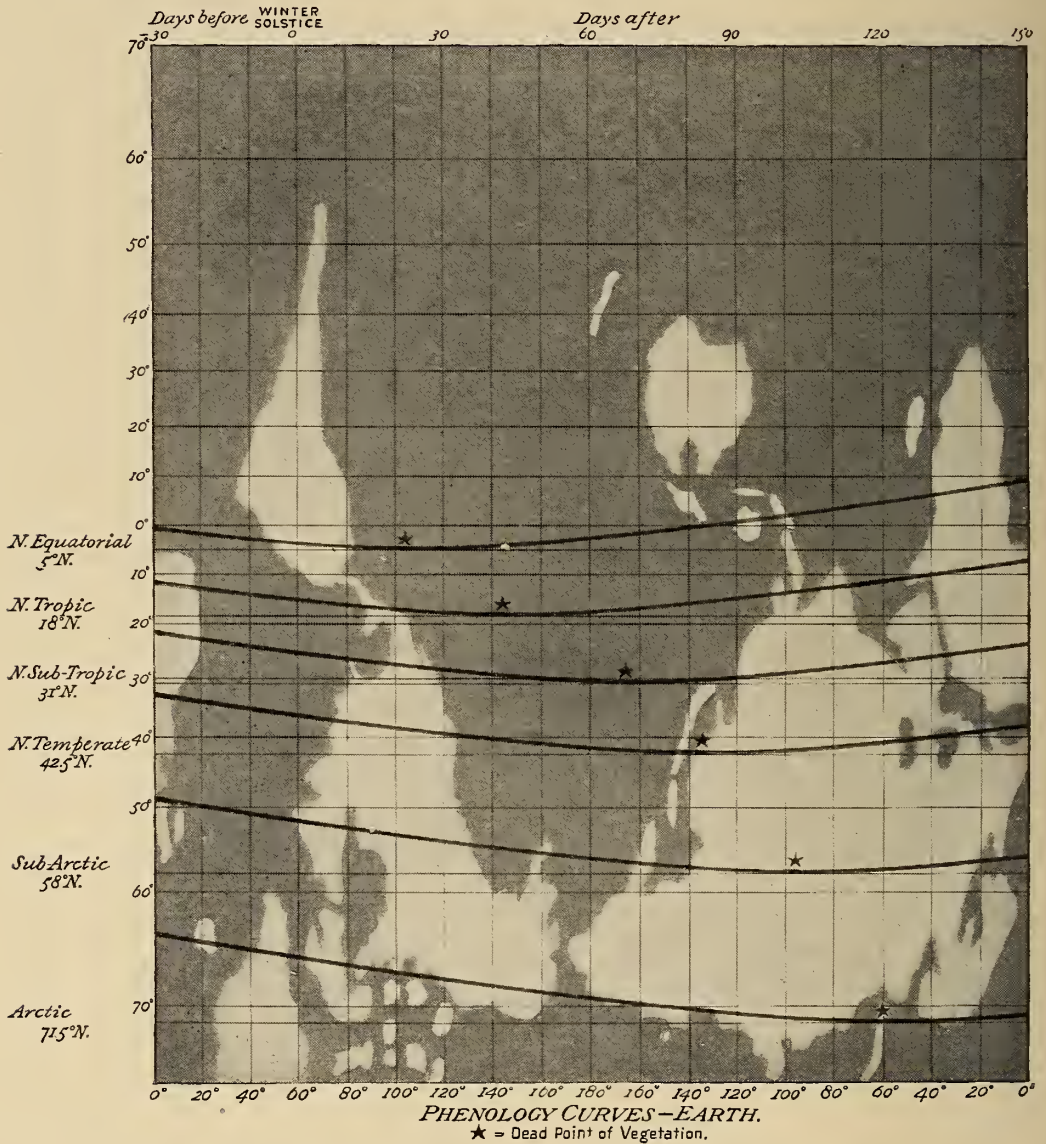 Days before WINTER SOLSTICE Days after
-30 0 30 60 90 120 150
70°
60°
50°
40°
30°
20°
10°
0°
N. Equatorial
5°N.
10°
N. Tropic
18°N.
20°
N. Sub-Tropic
31°N.
30°
N. Temperate 40°
42.5°N.
50°
Sub-Arctic
58°N.
60°
Arctic
71.5°N.
70°
0° 20° 40° 60° 80° 100° 120° 140° 160° 180° 160° 140° 120° 100° 80° 60° 40° 20° 0°
PHENOLOGY CURVES—EARTH.
★ = Dead Point of Vegetation.